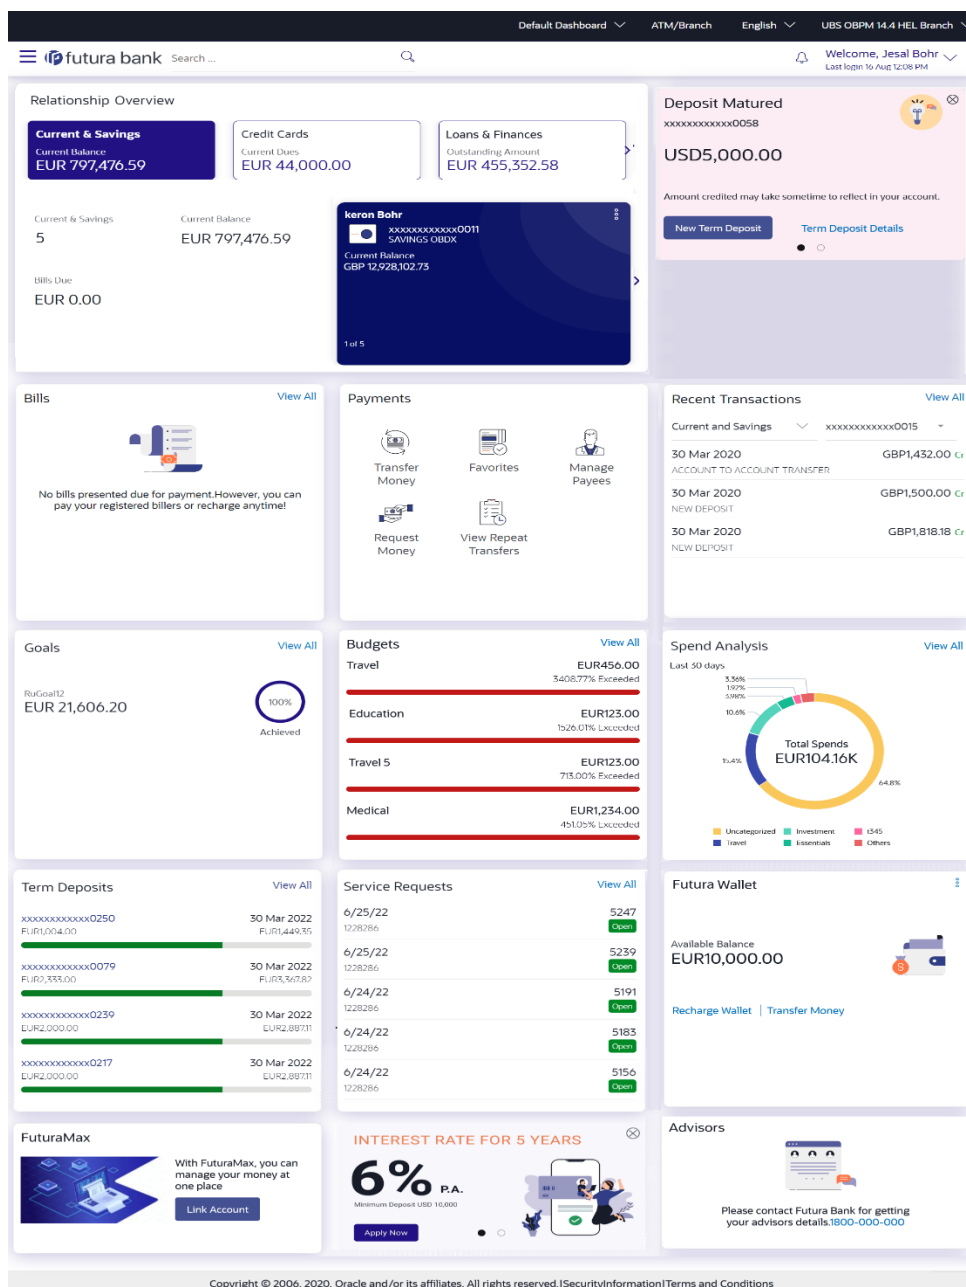 Default Dashboard
ATM/Branch
English
UBS OBPM 14.4 HEL Branch
futura bank
Search ...
Welcome, Jesal Bohr
Last login 16 Aug 12:08 PM
Relationship Overview
Current & Savings
Current Balance
EUR 797,476.59
Credit Cards
Current Dues
EUR 44,000.00
Loans & Finances
Outstanding Amount
EUR 455,352.58
Current & Savings
5
Current Balance
EUR 797,476.59
Bills Due
EUR 0.00
keron Bohr
xxxxxxxxxxxx0011
SAVINGS OBDX
Current Balance
GBP 12,928,102.73
1 of 5
Deposit Matured
xxxxxxxxxxxx0058
USD5,000.00
Amount credited may take sometime to reflect in your account.
New Term Deposit
Term Deposit Details
Bills
View All
No bills presented due for payment.However, you can
pay your registered billers or recharge anytime!
Payments
Transfer
Money
Favorites
Manage
Payees
Request
Money
View Repeat
Transfers
Recent Transactions
View All
Current and Savings
xxxxxxxxxxxx0015
30 Mar 2020
GBP1,432.00 Cr
ACCOUNT TO ACCOUNT TRANSFER
30 Mar 2020
GBP1,500.00 Cr
NEW DEPOSIT
30 Mar 2020
GBP1,818.18 Cr
NEW DEPOSIT
Goals
View All
RuGoal12
EUR 21,606.20
100%
Achieved
Budgets
View All
Travel
EUR456.00
3408.77% Exceeded
Education
EUR123.00
1526.01% Exceeded
Travel 5
EUR123.00
713.00% Exceeded
Medical
EUR1,234.00
451.05% Exceeded
Spend Analysis
View All
Last 30 days
3.36%
1.92%
3.98%
10.6%
15.4%
64.8%
Total Spends
EUR104.16K
Uncategorized
Investment
t345
Travel
Essentials
Others
Term Deposits
View All
xxxxxxxxxxxx0250
30 Mar 2022
EUR1,004.00
EUR1,449.35
xxxxxxxxxxxx0079
30 Mar 2022
EUR2,333.00
EUR3,367.82
xxxxxxxxxxxx0239
30 Mar 2022
EUR2,000.00
EUR2,887.11
xxxxxxxxxxxx0217
30 Mar 2022
EUR2,000.00
EUR2,887.11
Service Requests
View All
6/25/22
5247
1228286
Open
6/25/22
5239
1228286
Open
6/24/22
5191
1228286
Open
6/24/22
5183
1228286
Open
6/24/22
5156
1228286
Open
Futura Wallet
Available Balance
EUR10,000.00
Recharge Wallet | Transfer Money
FuturaMax
With FuturaMax, you can
manage your money at
one place
Link Account
INTEREST RATE FOR 5 YEARS
6% P.A.
Minimum Deposit USD 10,000
Apply Now
Advisors
Please contact Futura Bank for getting
your advisors details.1800-000-000
Copyright © 2006, 2020, Oracle and/or its affiliates. All rights reserved.|SecurityInformation|Terms and Conditions